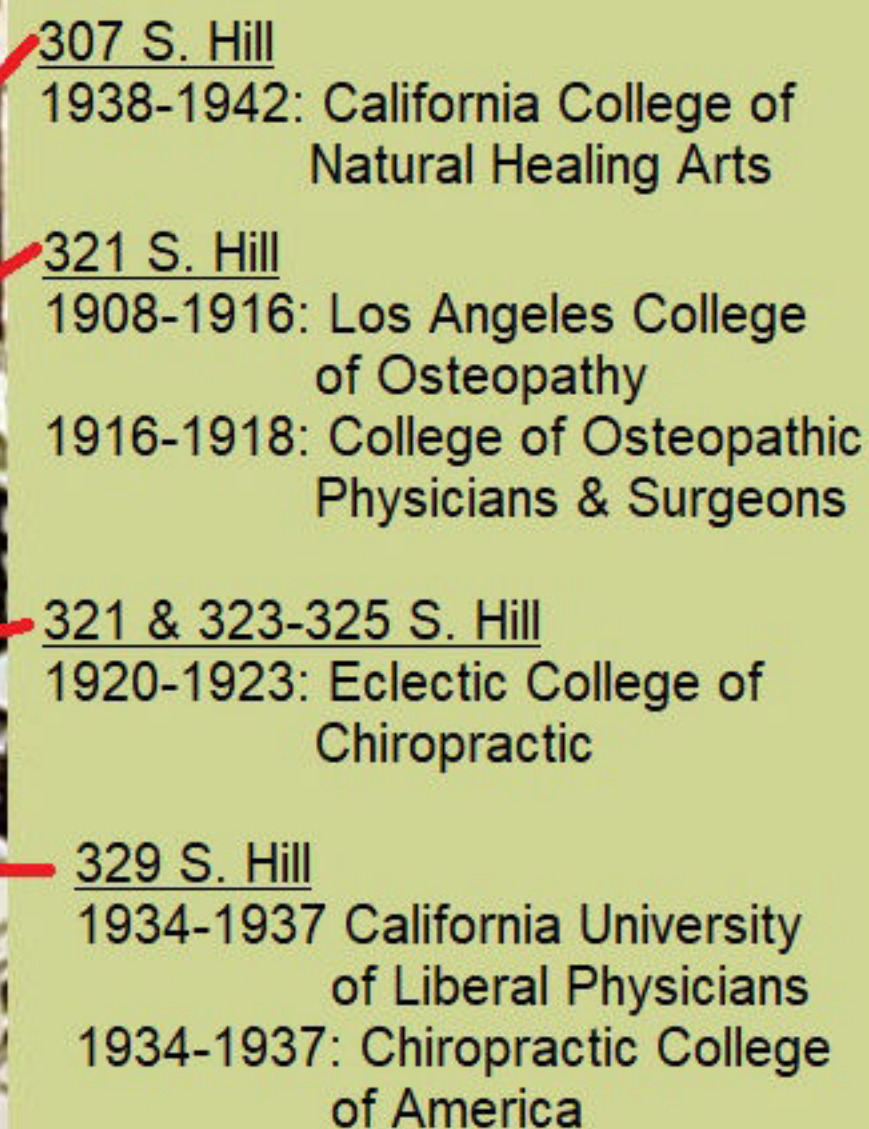 307 S. Hill
1938-1942: California College of
Natural Healing Arts
321 S. Hill
1908-1916: Los Angeles College
of Osteopathy
1916-1918: College of Osteopathic
Physicians & Surgeons
321 & 323-325 S. Hill
1920-1923: Eclectic College of
Chiropractic
329 S. Hill
1934-1937 California University
of Liberal Physicians
1934-1937: Chiropractic College
of America